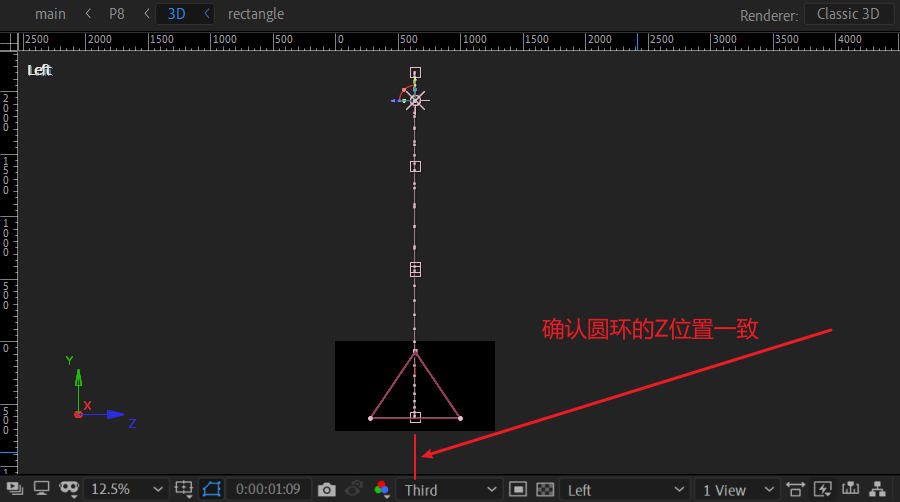 main < P8 < 3D < rectangle
Renderer: Classic 3D
2500 2000 1500 1000 500 0 500 1000 1500 2000 2500 3000 3500 4000
Left
2000
1500
1000
500
确认圆环的Z位置一致
0
Y
500
X
Z
1
12.5% 0:00:01:09 Third Left 1 View